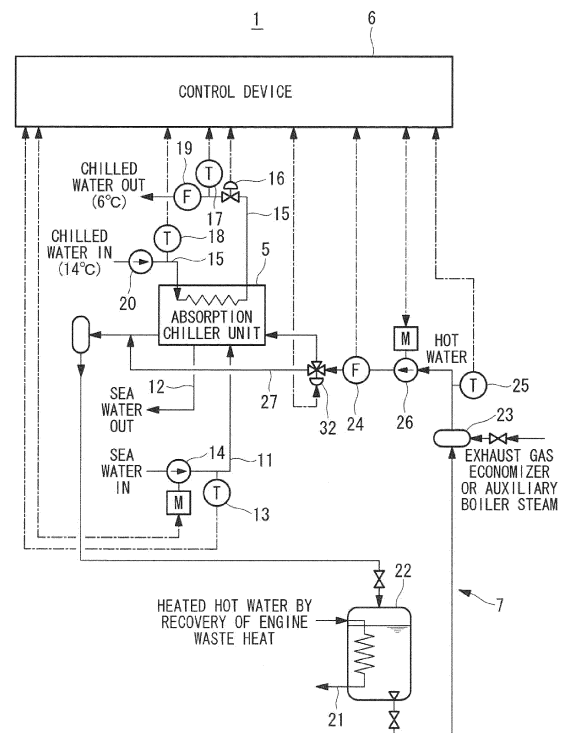 1
6
CONTROL DEVICE
CHILLED
WATER OUT
(6℃)
19
F
T
17
16
15
CHILLED
WATER IN
(14℃)
T
18
15
20
5
ABSORPTION
CHILLER UNIT
M
HOT
WATER
12
SEA
WATER
OUT
27
32
F
24
26
T
25
23
SEA
WATER
IN
14
11
M
T
13
EXHAUST GAS
ECONOMIZER
OR AUXILIARY
BOILER STEAM
22
HEATED HOT WATER BY
RECOVERY OF ENGINE
WASTE HEAT
21
7